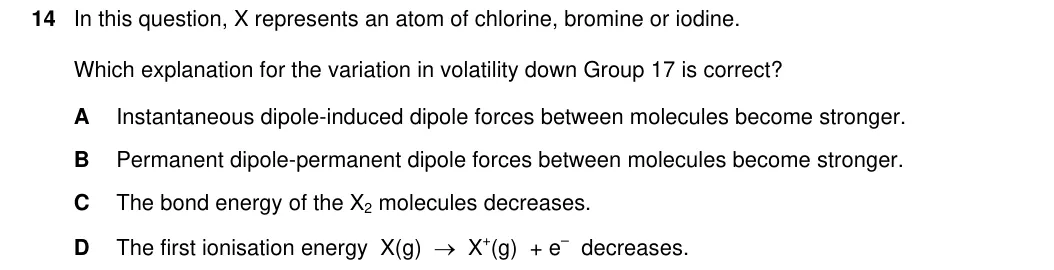 14 In this question, X represents an atom of chlorine, bromine or iodine.
Which explanation for the variation in volatility down Group 17 is correct?
A Instantaneous dipole-induced dipole forces between molecules become stronger.
B Permanent dipole-permanent dipole forces between molecules become stronger.
C The bond energy of the X₂ molecules decreases.
D The first ionisation energy X(g) → X⁺(g) + e⁻ decreases.